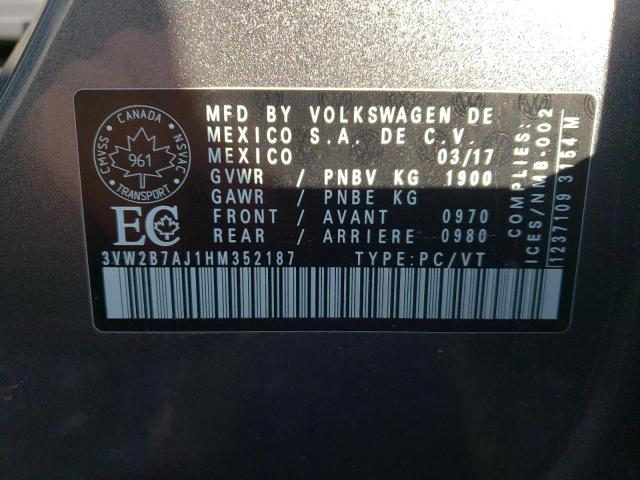 CANADA
CMVSS
NSVAC
961
TRANSPORT
EC
MFD BY VOLKSWAGEN DE
MEXICO S.A. DE C.V.
MEXICO 03/17
GVWR / PNBV KG 1900
GAWR / PNBE KG
FRONT / AVANT 0970
REAR / ARRIERE 0980
3VW2B7AJ1HM352187 TYPE:PC/VT
COMPLIES.
ICES/NMB-002
1237109 3164M